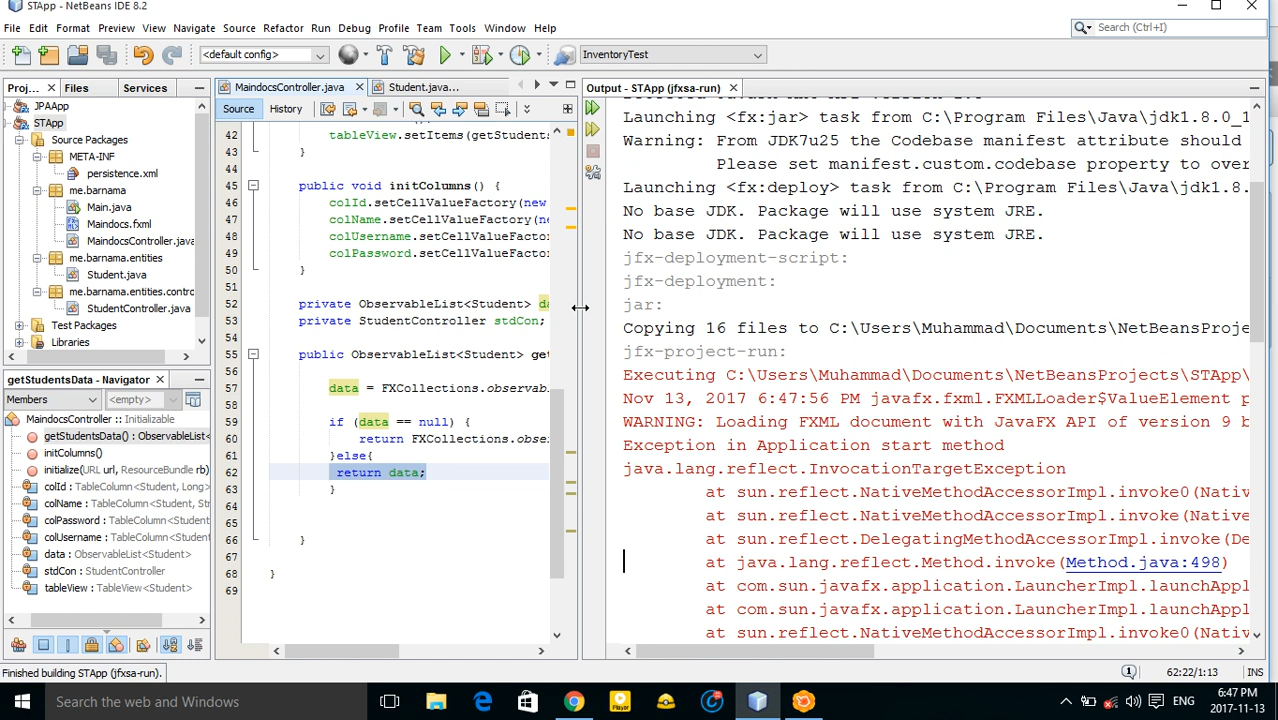 STApp - NetBeans IDE 8.2
File Edit View Navigate Source Refactor Run Debug Profile Team Tools Window Help
Search (Ctrl+I)
<default config>
InventoryTest
Proj...
Files
Services
JPAApp
STApp
Source Packages
META-INF
persistence.xml
me.barnama
Main.java
Maindocs.fxml
MaindocsController.java
me.barnama.entities
Student.java
me.barnama.entities.contro
StudentController.java
Test Packages
Libraries
getStudentsData() - Navigator
Members
<empty>
MaindocsController :: Initializable
getStudentsData() : ObservableList<
initColumns()
initialize(URL url, ResourceBundle rb)
colId : TableColumn<Student, Long>
colName : TableColumn<Student, St
colPassword : TableColumn<Student
colUsername : TableColumn<Student
data : ObservableList<Student>
stdCon : StudentController
tableView : TableView<Student>
MaindocsController.java
Student.java...
Source
History
42 tableView.setItems(getStudents
43 }
44
45 public void initColumns() {
46 colId.setCellValueFactory(new
47 colName.setCellValueFactory(ne
48 colUsername.setCellValueFactor
49 colPassword.setCellValueFactor
50 }
51
52 private ObservableList<Student> da
53 private StudentController stdCon;
54
55 public ObservableList<Student> get
56
57 data = FXCollections.observab
58
59 if (data == null) {
60 return FXCollections.obse
61 }else{
62 return data;
63 }
64
65
66 }
67
68 }
69
Output - STApp (jfxsa-run)
Launching <fx:jar> task from C:\Program Files\Java\jdk1.8.0_1
Warning: From JDK7u25 the Codebase manifest attribute should
Please set manifest.custom.codebase property to over
Launching <fx:deploy> task from C:\Program Files\Java\jdk1.8.
No base JDK. Package will use system JRE.
No base JDK. Package will use system JRE.
jfx-deployment-script:
jfx-deployment:
jar:
Copying 16 files to C:\Users\Muhammad\Documents\NetBeansProje
jfx-project-run:
Executing C:\Users\Muhammad\Documents\NetBeansProjects\STApp\
Nov 13, 2017 6:47:56 PM javafx.fxml.FXMLLoader$ValueElement p
WARNING: Loading FXML document with JavaFX API of version 9 b
Exception in Application start method
java.lang.reflect.InvocationTargetException
at sun.reflect.NativeMethodAccessorImpl.invoke0(Nativ
at sun.reflect.NativeMethodAccessorImpl.invoke(Native
at sun.reflect.DelegatingMethodAccessorImpl.invoke(De
at java.lang.reflect.Method.invoke(Method.java:498)
at com.sun.javafx.application.LauncherImpl.launchAppl
at com.sun.javafx.application.LauncherImpl.launchAppl
at sun.reflect.NativeMethodAccessorImpl.invoke0(Nativ
Finished building STApp (jfxsa-run).
1
62:22/1:13
INS
Search the web and Windows
Player
ENG
6:47 PM
2017-11-13